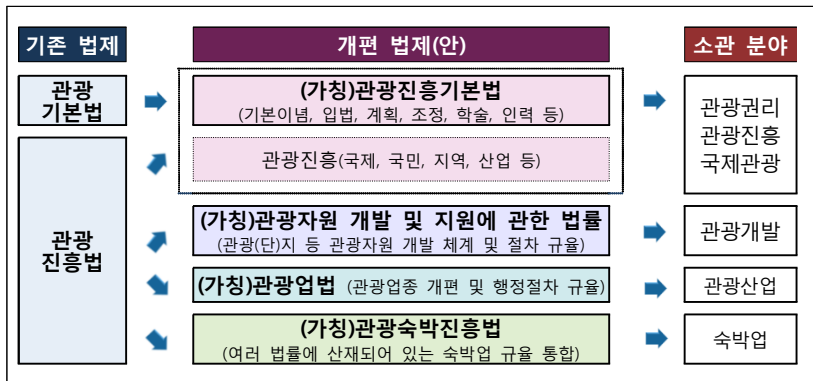 기존 법제
개편 법제(안)
소관 분야
관광
기본법
(가칭)관광진흥기본법
(기본이념, 입법, 계획, 조정, 학술, 인력 등)
관광진흥(국제, 국민, 지역, 산업 등)
관광권리
관광진흥
국제관광
관광
진흥법
(가칭)관광자원 개발 및 지원에 관한 법률
(관광(단)지 등 관광자원 개발 체계 및 절차 규율)
관광개발
(가칭)관광업법 (관광업종 개편 및 행정절차 규율)
관광산업
(가칭)관광숙박진흥법
(여러 법률에 산재되어 있는 숙박업 규율 통합)
숙박업